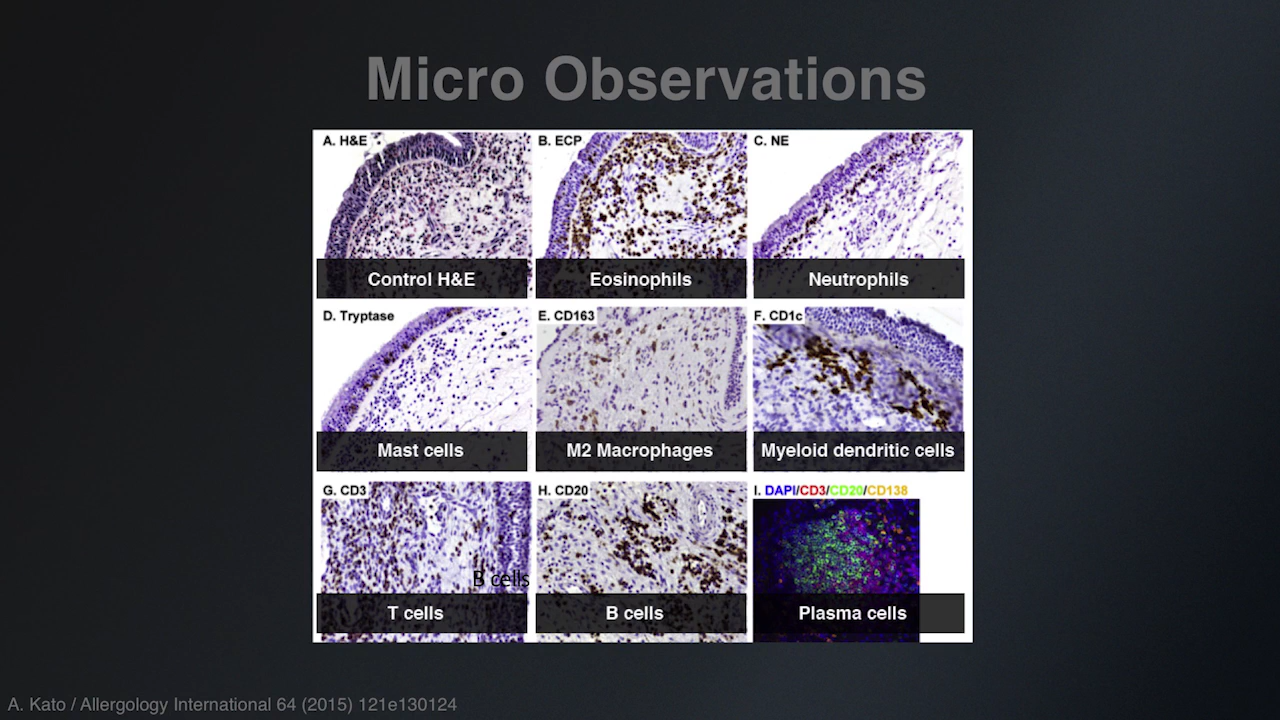 Micro Observations
A. H&E
B. ECP
C. NE
Control H&E
Eosinophils
Neutrophils
D. Tryptase
E. CD163
F. CD1c
Mast cells
M2 Macrophages
Myeloid dendritic cells
G. CD3
H. CD20
I. DAPI/CD3/CD20/CD138
B cells
T cells
B cells
Plasma cells
A. Kato / Allergology International 64 (2015) 121e130124